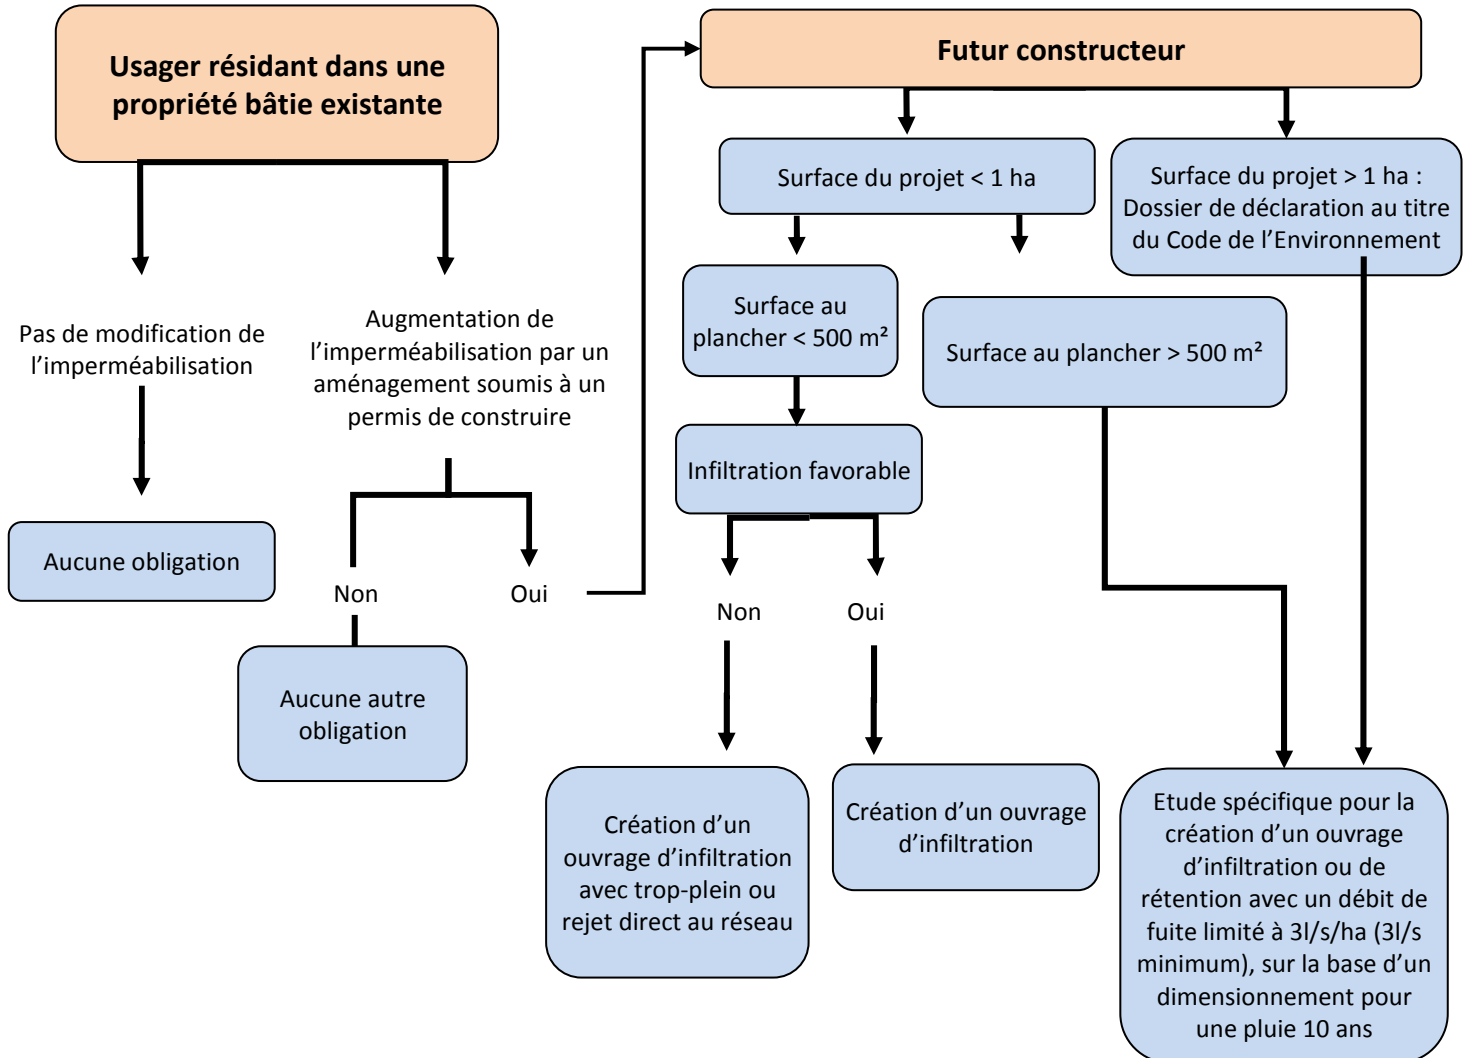 Usager résidant dans une
propriété bâtie existante
Pas de modification de
l’imperméabilisation
Aucune obligation
Augmentation de
l’imperméabilisation par un
aménagement soumis à un
permis de construire
Non
Oui
Aucune autre
obligation
Futur constructeur
Surface du projet < 1 ha
Surface du projet > 1 ha :
Dossier de déclaration au titre
du Code de l’Environnement
Surface au
plancher < 500 m²
Surface au plancher > 500 m²
Infiltration favorable
Non
Oui
Création d’un
ouvrage d’infiltration
avec trop-plein ou
rejet direct au réseau
Création d’un ouvrage
d’infiltration
Etude spécifique pour la
création d’un ouvrage
d’infiltration ou de
rétention avec un débit de
fuite limité à 3l/s/ha (3l/s
minimum), sur la base d’un
dimensionnement pour
une pluie 10 ans